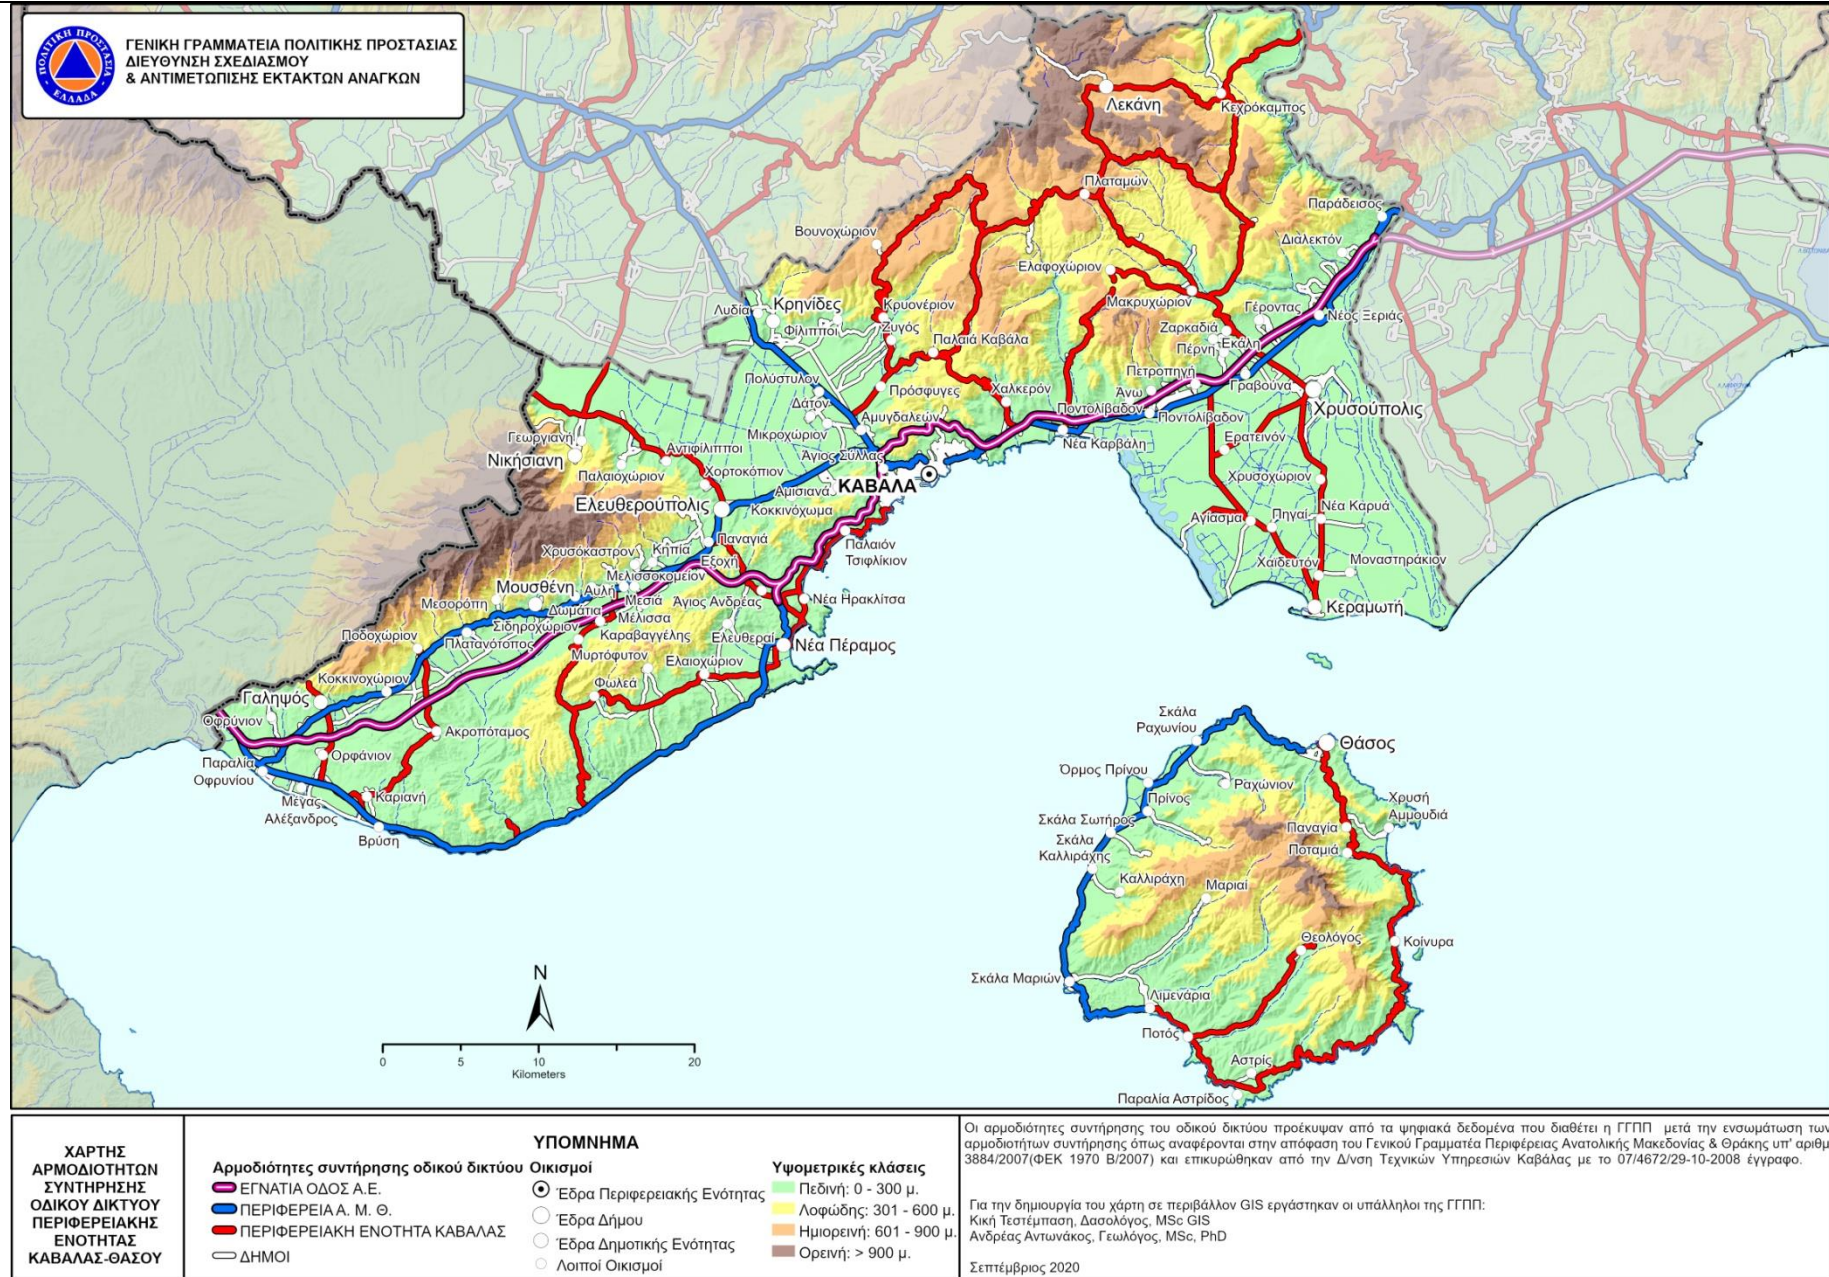 ΠΟΛΙΤΙΚΗ ΠΡΟΣΤΑΣΙΑ
ΕΛΛΑΔΑ
ΓΕΝΙΚΗ ΓΡΑΜΜΑΤΕΙΑ ΠΟΛΙΤΙΚΗΣ ΠΡΟΣΤΑΣΙΑΣ
ΔΙΕΥΘΥΝΣΗ ΣΧΕΔΙΑΣΜΟΥ
& ΑΝΤΙΜΕΤΩΠΙΣΗΣ ΕΚΤΑΚΤΩΝ ΑΝΑΓΚΩΝ
Λεκάνη
Κεχρόκαμπος
Πλαταμών
Παράδεισος
Βουνοχώριον
Διαλεκτόν
Ελαφοχώριον
Μακρυχώριον
Γέροντας
Νέος Ξεριάς
Λυδία
Κρηνίδες
Φίλιπποι
Κρυονέριον
Ζυγός
Παλαιά Καβάλα
Ζαρκαδιά
Πέρνη
Εκάλη
Πετροπηγή
Γραβούνα
Πολύστυλον
Πρόσφυγες
Χαλκερόν
Άνω
Ποντολίβαδον
Ποντολίβαδον
Χρυσούπολις
Δάτον
Αμυγδαλεών
Μικροχώριον
Νέα Καρβάλη
Ερατεινόν
Γεωργιανή
Νικήσιανη
Αντιφίλιπποι
Παλαιοχώριον
Χορτοκόπιον
Άγιος Σύλλας
ΚΑΒΑΛΑ
Αμισιανά
Κοκκινόχωμα
Χρυσοχώριον
Ελευθερούπολις
Αγίασμα
Πηγαί
Νέα Καρυά
Παναγιά
Παλαιόν
Τσιφλίκιον
Χρυσόκαστρον
Κηπία
Εξοχή
Χαϊδευτόν
Μοναστηράκιον
Μουσθένη
Αυλή
Μελισσοκομείον
Μεσιά
Άγιος Ανδρέας
Νέα Ηρακλίτσα
Κεραμωτή
Μεσορόπη
Δωμάτια
Μέλισσα
Σιδηροχώριον
Καραβαγγέλης
Ελευθεραί
Νέα Πέραμος
Ποδοχώριον
Πλατανότοπος
Μυρτόφυτον
Ελαιοχώριον
Φωλεά
Κοκκινοχώριον
Γαληψός
Οφρύνιον
Ακροπόταμος
Ορφάνιον
Παραλία
Οφρυνίου
Μέγας
Αλέξανδρος
Καριανή
Βρύση
Σκάλα
Ραχωνίου
Θάσος
Όρμος Πρίνου
Ραχώνιον
Πρίνος
Χρυσή
Αμμουδιά
Σκάλα Σωτήρος
Παναγία
Σκάλα
Καλλιράχης
Ποταμιά
Καλλιράχη
Μαριαί
Θεολόγος
Κοίνυρα
Σκάλα Μαριών
Λιμενάρια
Ποτός
Αστρίς
Παραλία Αστρίδος
N
0 5 10 20
Kilometers
ΧΑΡΤΗΣ
ΑΡΜΟΔΙΟΤΗΤΩΝ
ΣΥΝΤΗΡΗΣΗΣ
ΟΔΙΚΟΥ ΔΙΚΤΥΟΥ
ΠΕΡΙΦΕΡΕΙΑΚΗΣ
ΕΝΟΤΗΤΑΣ
ΚΑΒΑΛΑΣ-ΘΑΣΟΥ
ΥΠΟΜΝΗΜΑ
Αρμοδιότητες συντήρησης οδικού δικτύου
ΕΓΝΑΤΙΑ ΟΔΟΣ Α.Ε.
ΠΕΡΙΦΕΡΕΙΑ Α. Μ. Θ.
ΠΕΡΙΦΕΡΕΙΑΚΗ ΕΝΟΤΗΤΑ ΚΑΒΑΛΑΣ
ΔΗΜΟΙ
Οικισμοί
Έδρα Περιφερειακής Ενότητας
Έδρα Δήμου
Έδρα Δημοτικής Ενότητας
Λοιποί Οικισμοί
Υψομετρικές κλάσεις
Πεδινή: 0 - 300 μ.
Λοφώδης: 301 - 600 μ.
Ημιορεινή: 601 - 900 μ.
Ορεινή: > 900 μ.
Οι αρμοδιότητες συντήρησης του οδικού δικτύου προέκυψαν από τα ψηφιακά δεδομένα που διαθέτει η ΓΓΠΠ μετά την ενσωμάτωση των
αρμοδιοτήτων συντήρησης όπως αναφέρονται στην απόφαση του Γενικού Γραμματέα Περιφέρειας Ανατολικής Μακεδονίας & Θράκης υπ' αριθμ
3884/2007(ΦΕΚ 1970 Β/2007) και επικυρώθηκαν από την Δ/νση Τεχνικών Υπηρεσιών Καβάλας με το 07/4672/29-10-2008 έγγραφο.
Για την δημιουργία του χάρτη σε περιβάλλον GIS εργάστηκαν οι υπάλληλοι της ΓΓΠΠ:
Κική Τεστέμπαση, Δασολόγος, MSc GIS
Ανδρέας Αντωνάκος, Γεωλόγος, MSc, PhD
Σεπτέμβριος 2020